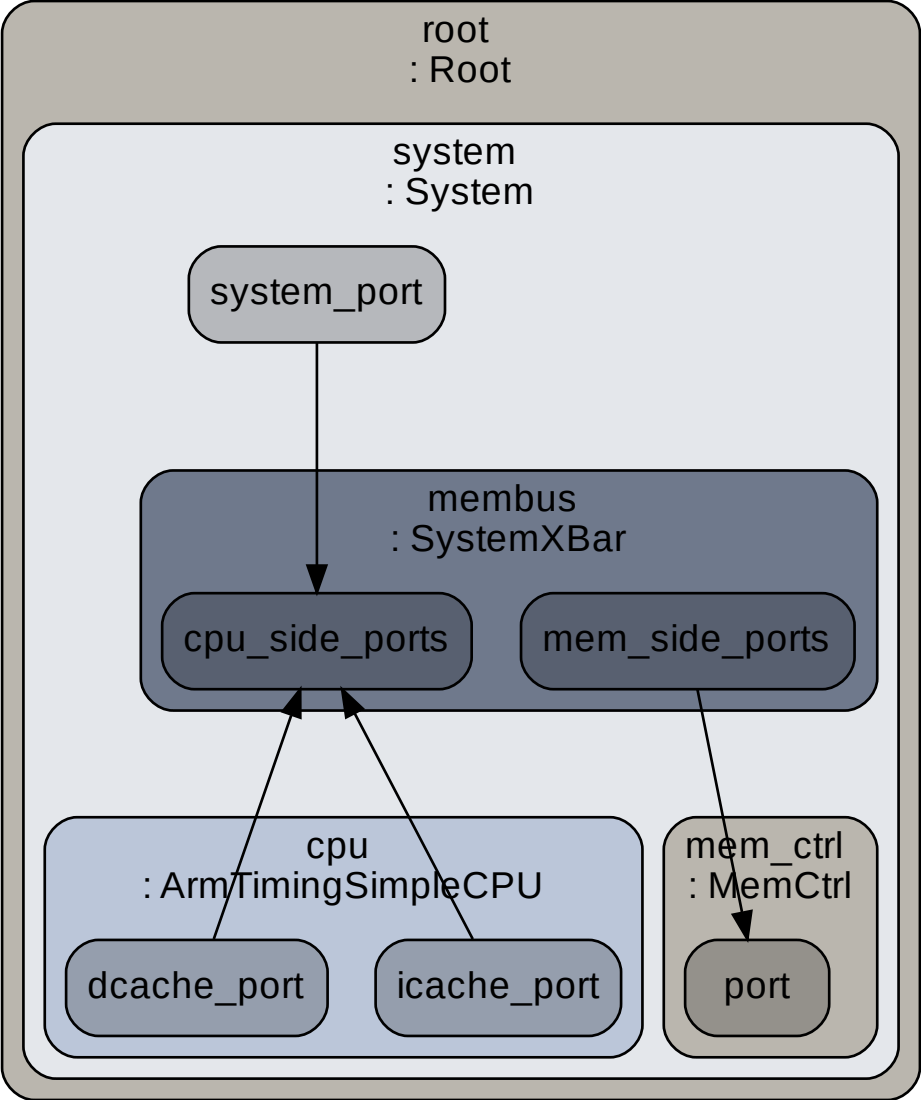 root
: Root
system
: System
system_port
membus
: SystemXBar
cpu_side_ports
mem_side_ports
cpu
: ArmTimingSimpleCPU
mem_ctrl
: MemCtrl
dcache_port
icache_port
port